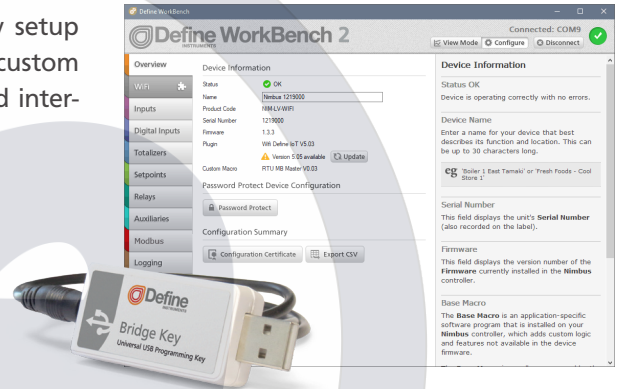 y setup
custom
d inter-
Define WorkBench
Define WorkBench 2
INSTRUMENTS
Connected: COM9
View Mode
Configure
Disconnect
Overview
WiFi
Inputs
Digital Inputs
Totalizers
Setpoints
Relays
Auxiliaries
Modbus
Logging
Device Information
Status OK
Name Nimbus 1219000
Product Code NIM-LV-WIFI
Serial Number 1219000
Firmware 1.3.3
Plugin Wifi Define IoT V5.03
Version 5.05 available Update
Custom Macro RTU MB Master V0.03
Password Protect Device Configuration
Password Protect
Configuration Summary
Configuration Certificate Export CSV
Device Information
Status OK
Device is operating correctly with no errors.
Device Name
Enter a name for your device that best
describes its function and location. This can
be up to 30 characters long.
eg 'Boiler 1 East Tamaki' or 'Fresh Foods - Cool
Store 1'
Serial Number
This field displays the unit's Serial Number
(also recorded on the label).
Firmware
This field displays the version number of the
Firmware currently installed in the Nimbus
controller.
Base Macro
The Base Macro is an application-specific
software program that is installed on your
Nimbus controller, which adds custom logic
and features not available in the device
firmware.
Define
INSTRUMENTS
Bridge Key
Universal USB Programming Key